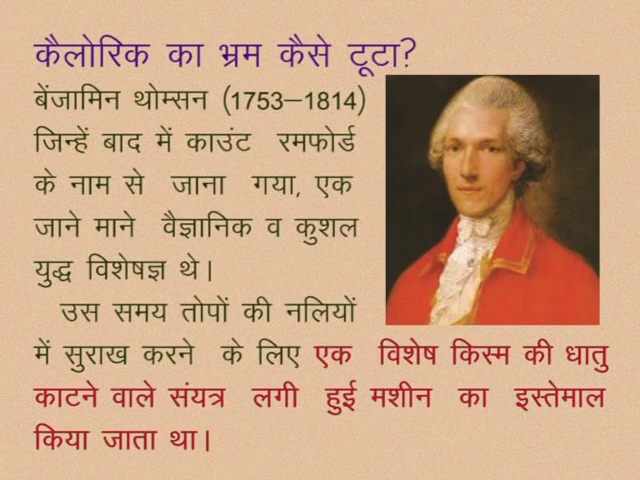 कैलोरिक का भ्रम कैसे टूटा?
बेंजामिन थोम्सन (1753–1814)
जिन्हें बाद में काउंट रमफोर्ड
के नाम से जाना गया, एक
जाने माने वैज्ञानिक व कुशल
युद्ध विशेषज्ञ थे।
उस समय तोपों की नलियों
में सुराख करने के लिए एक विशेष किस्म की धातु
काटने वाले संयत्र लगी हुई मशीन का इस्तेमाल
किया जाता था।